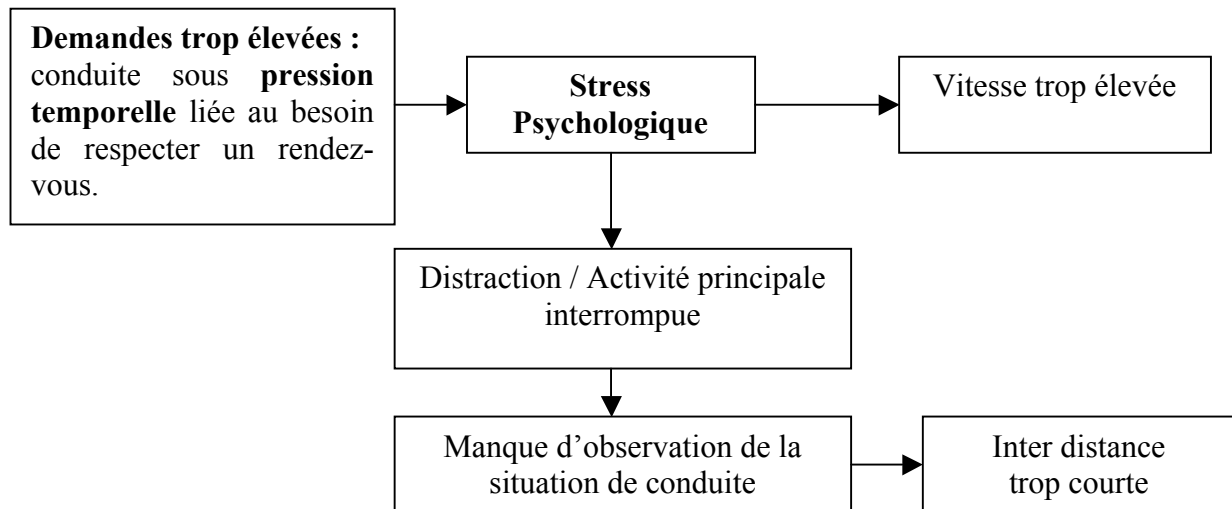 Demandes trop élevées :
conduite sous pression
temporelle liée au besoin
de respecter un rendez-
vous.
Stress
Psychologique
Vitesse trop élevée
Distraction / Activité principale
interrompue
Manque d’observation de la
situation de conduite
Inter distance
trop courte